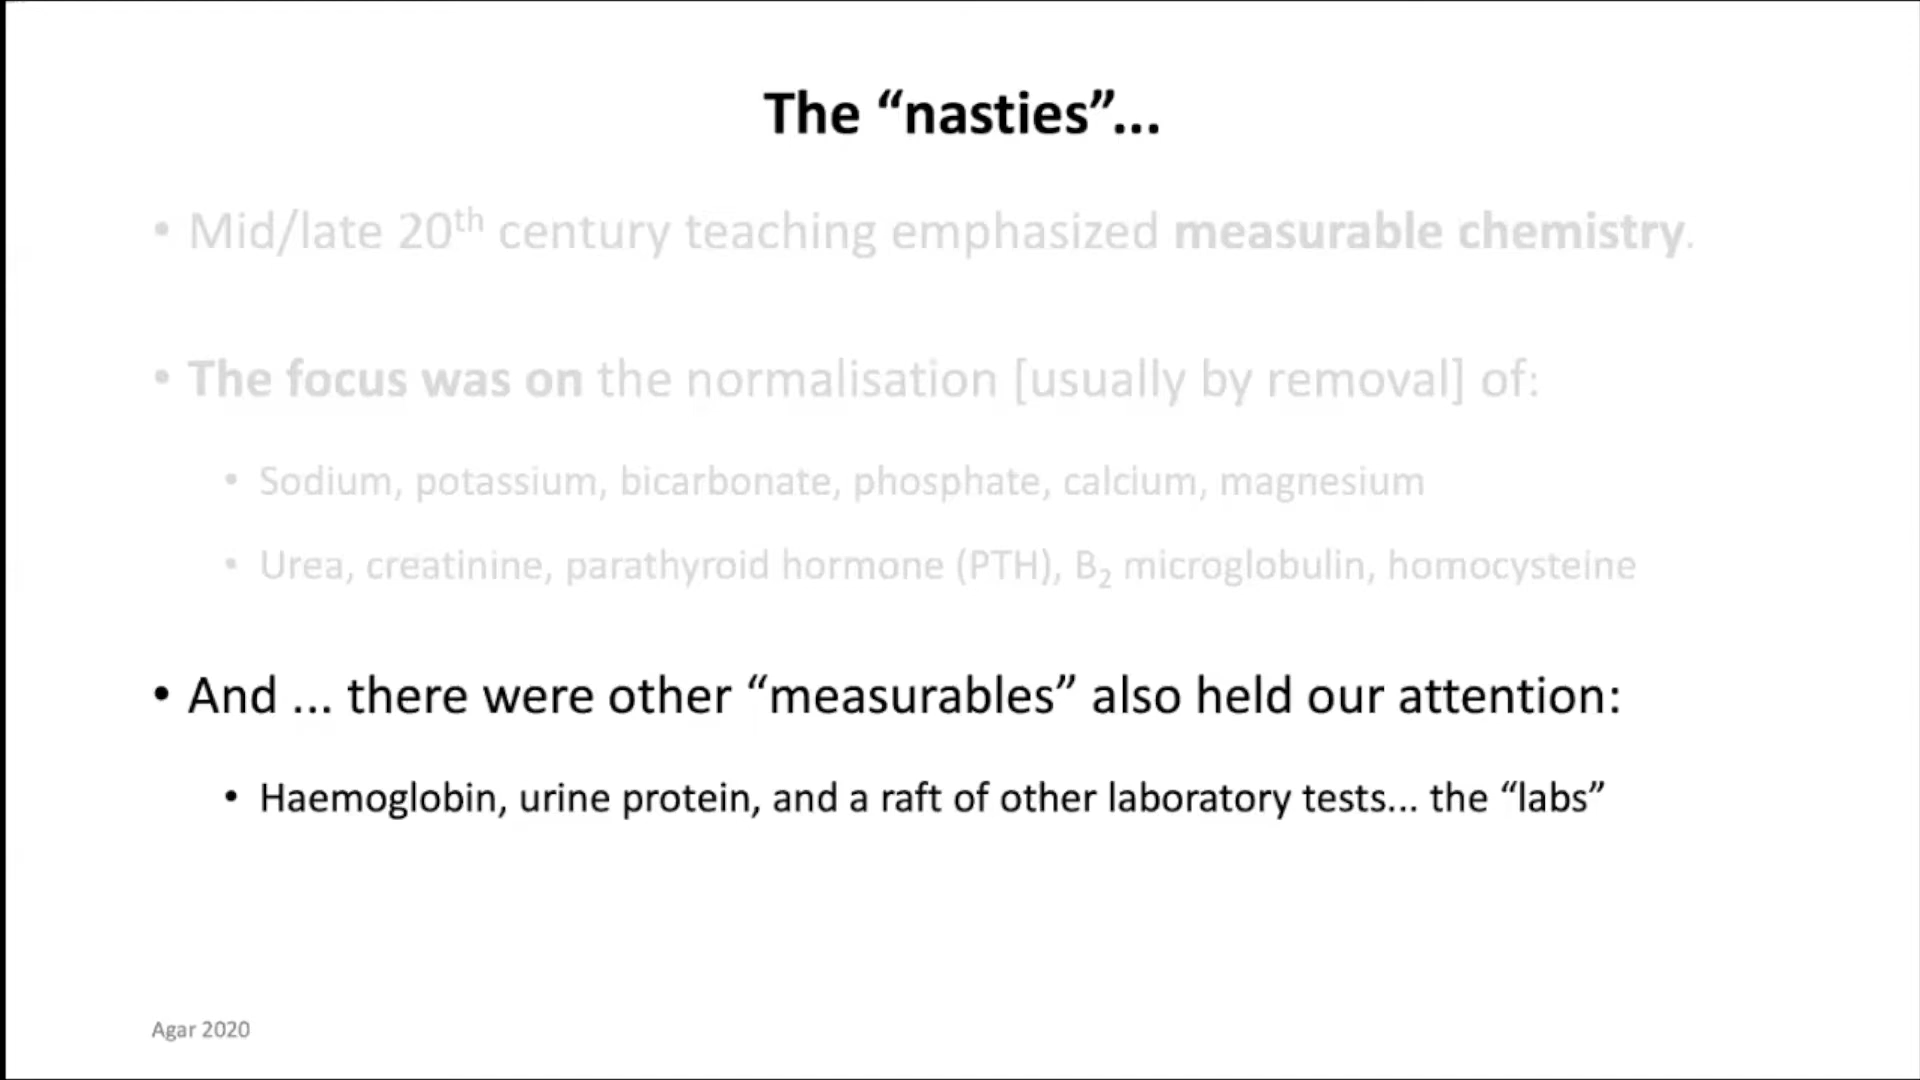 The “nasties”...
• Mid/late 20th century teaching emphasized measurable chemistry.
• The focus was on the normalisation [usually by removal] of:
• Sodium, potassium, bicarbonate, phosphate, calcium, magnesium
• Urea, creatinine, parathyroid hormone (PTH), B2 microglobulin, homocysteine
• And ... there were other “measurables” also held our attention:
• Haemoglobin, urine protein, and a raft of other laboratory tests... the “labs”
Agar 2020